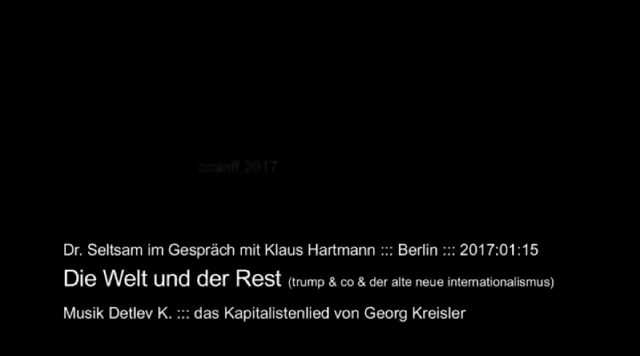 ccaeff 2017
Dr. Seltsam im Gespräch mit Klaus Hartmann ::: Berlin ::: 2017:01:15
Die Welt und der Rest (trump & co & der alte neue internationalismus)
Musik Detlev K. ::: das Kapitalistenlied von Georg Kreisler